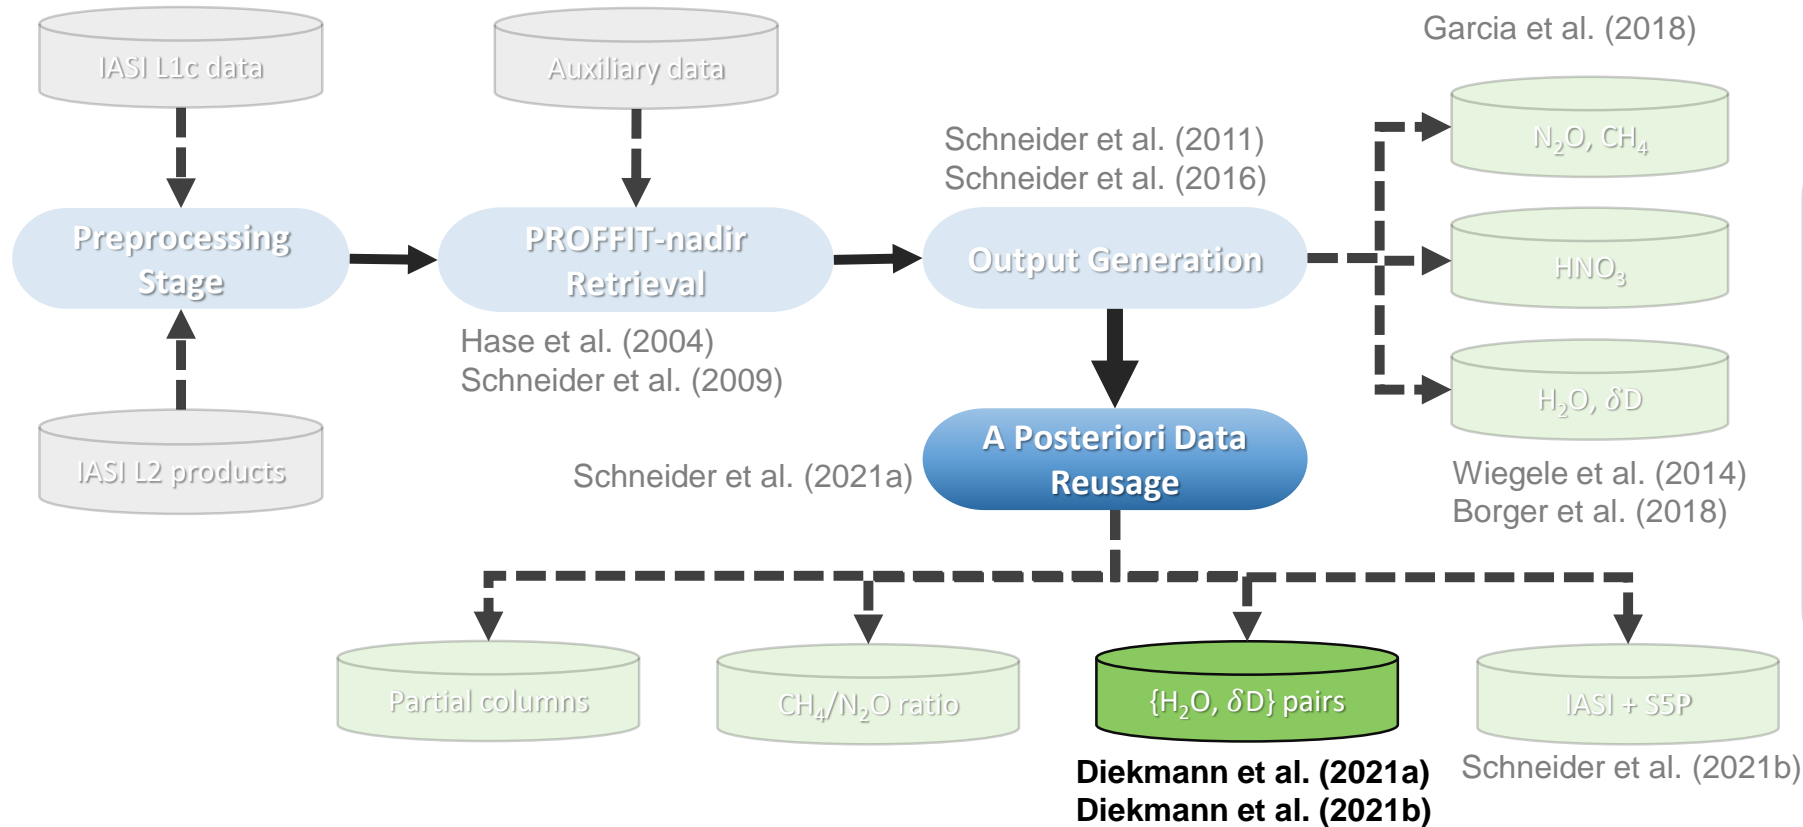 IASI L1c data
Auxiliary data
Garcia et al. (2018)
N₂O, CH₄
Schneider et al. (2011)
Schneider et al. (2016)
Preprocessing
Stage
PROFFIT-nadir
Retrieval
Output Generation
HNO₃
Hase et al. (2004)
Schneider et al. (2009)
H₂O, δD
IASI L2 products
Schneider et al. (2021a)
A Posteriori Data
Reusage
Wiegele et al. (2014)
Borger et al. (2018)
Partial columns
CH₄/N₂O ratio
{H₂O, δD} pairs
IASI + S5P
Diekmann et al. (2021a)
Diekmann et al. (2021b)
Schneider et al. (2021b)